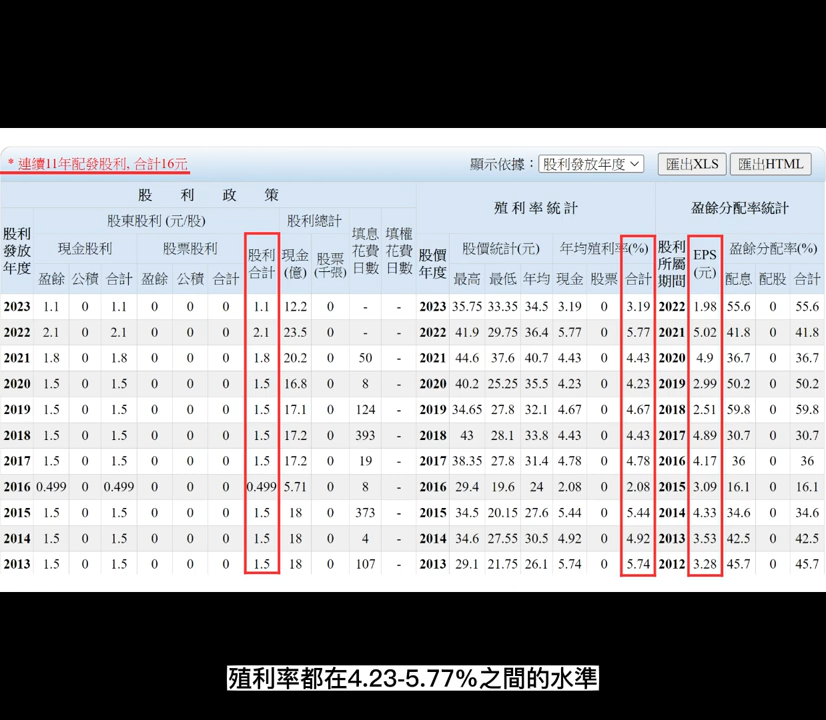 * 連續11年配發股利, 合計16元 顯示依據： 股利發放年度 匯出XLS 匯出HTML
股 利 政 策 殖 利 率 統 計 盈餘分配率統計
股利發放年度 股東股利 (元/股) 股利總計 填息花費日數 填權花費日數 股價年度 股價統計(元) 年均殖利率(%) 股利所屬期間 EPS(元) 盈餘分配率(%)
現金股利 股票股利 股利合計 現金(億) 股票(千張)
盈餘 公積 合計 盈餘 公積 合計 最高 最低 年均 現金 股票 合計 配息 配股 合計
2023 1.1 0 1.1 0 0 0 1.1 12.2 0 - - 2023 35.75 33.35 34.5 3.19 0 3.19 2022 1.98 55.6 0 55.6
2022 2.1 0 2.1 0 0 0 2.1 23.5 0 - - 2022 41.9 29.75 36.4 5.77 0 5.77 2021 5.02 41.8 0 41.8
2021 1.8 0 1.8 0 0 0 1.8 20.2 0 50 - 2021 44.6 37.6 40.7 4.43 0 4.43 2020 4.9 36.7 0 36.7
2020 1.5 0 1.5 0 0 0 1.5 16.8 0 8 - 2020 40.2 25.25 35.5 4.23 0 4.23 2019 2.99 50.2 0 50.2
2019 1.5 0 1.5 0 0 0 1.5 17.1 0 124 - 2019 34.65 27.8 32.1 4.67 0 4.67 2018 2.51 59.8 0 59.8
2018 1.5 0 1.5 0 0 0 1.5 17.2 0 393 - 2018 43 28.1 33.8 4.43 0 4.43 2017 4.89 30.7 0 30.7
2017 1.5 0 1.5 0 0 0 1.5 17.2 0 19 - 2017 38.35 27.8 31.4 4.78 0 4.78 2016 4.17 36 0 36
2016 0.499 0 0.499 0 0 0 0.499 5.71 0 8 - 2016 29.4 19.6 24 2.08 0 2.08 2015 3.09 16.1 0 16.1
2015 1.5 0 1.5 0 0 0 1.5 18 0 373 - 2015 34.5 20.15 27.6 5.44 0 5.44 2014 4.33 34.6 0 34.6
2014 1.5 0 1.5 0 0 0 1.5 18 0 4 - 2014 34.6 27.55 30.5 4.92 0 4.92 2013 3.53 42.5 0 42.5
2013 1.5 0 1.5 0 0 0 1.5 18 0 107 - 2013 29.1 21.75 26.1 5.74 0 5.74 2012 3.28 45.7 0 45.7
殖利率都在4.23-5.77%之間的水準